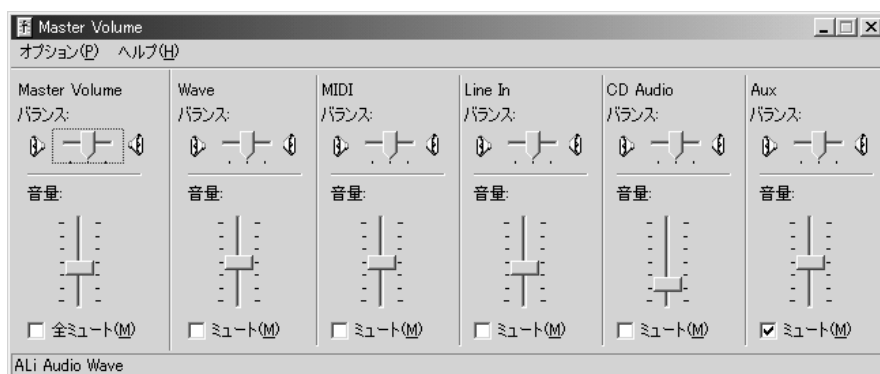 Master Volume
オプション(P) ヘルプ(H)
Master Volume
バランス:
音量:
全ミュート(M)
Wave
バランス:
音量:
ミュート(M)
MIDI
バランス:
音量:
ミュート(M)
Line In
バランス:
音量:
ミュート(M)
CD Audio
バランス:
音量:
ミュート(M)
Aux
バランス:
音量:
ミュート(M)
ALi Audio Wave